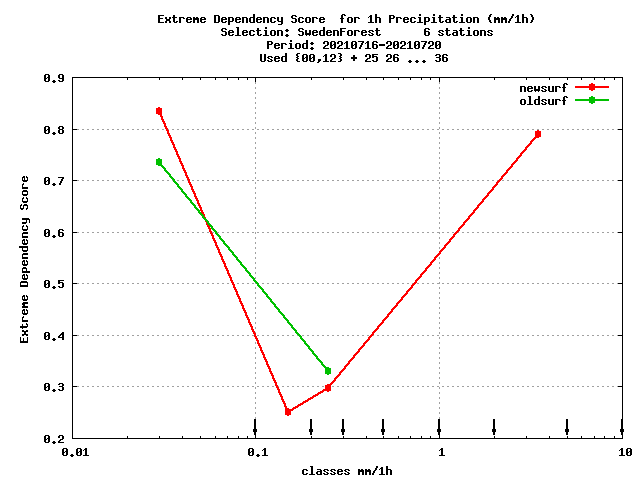 Extreme Dependency Score  for 1h Precipitation (mm/1h)
Selection: SwedenForest      6 stations
Period: 20210716-20210720
Used {00,12} + 25 26 ... 36
newsurf
oldsurf
Extreme Dependency Score
0.9
0.8
0.7
0.6
0.5
0.4
0.3
0.2
0.01 0.1 1 10
classes mm/1h